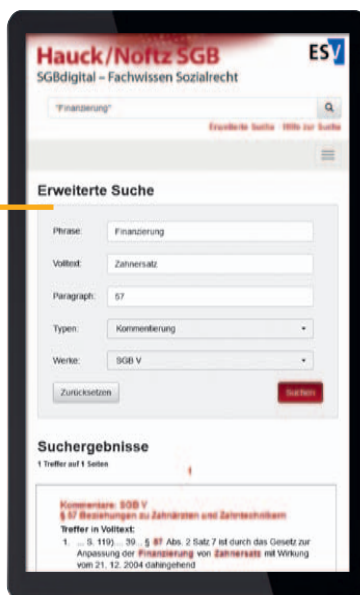 Hauck/Noftz SGB
ESV
SGBdigital – Fachwissen Sozialrecht
"Finanzierung"
Erweiterte Suche Hilfe zur Suche
Erweiterte Suche
Phrase: Finanzierung
Volltext: Zahnersatz
Paragraph: 57
Typen: Kommentierung
Werke: SGB V
Zurücksetzen Suchen
Suchergebnisse
1 Treffer auf 1 Seiten
1
Kommentare: SGB V
§ 57 Beziehungen zu Zahnärzten und Zahntechnikern
Treffer in Volltext:
1. ... S. 119)... 39... § 57 Abs. 2 Satz 7 ist durch das Gesetz zur
Anpassung der Finanzierung von Zahnersatz mit Wirkung
vom 21. 12. 2004 dahingehend